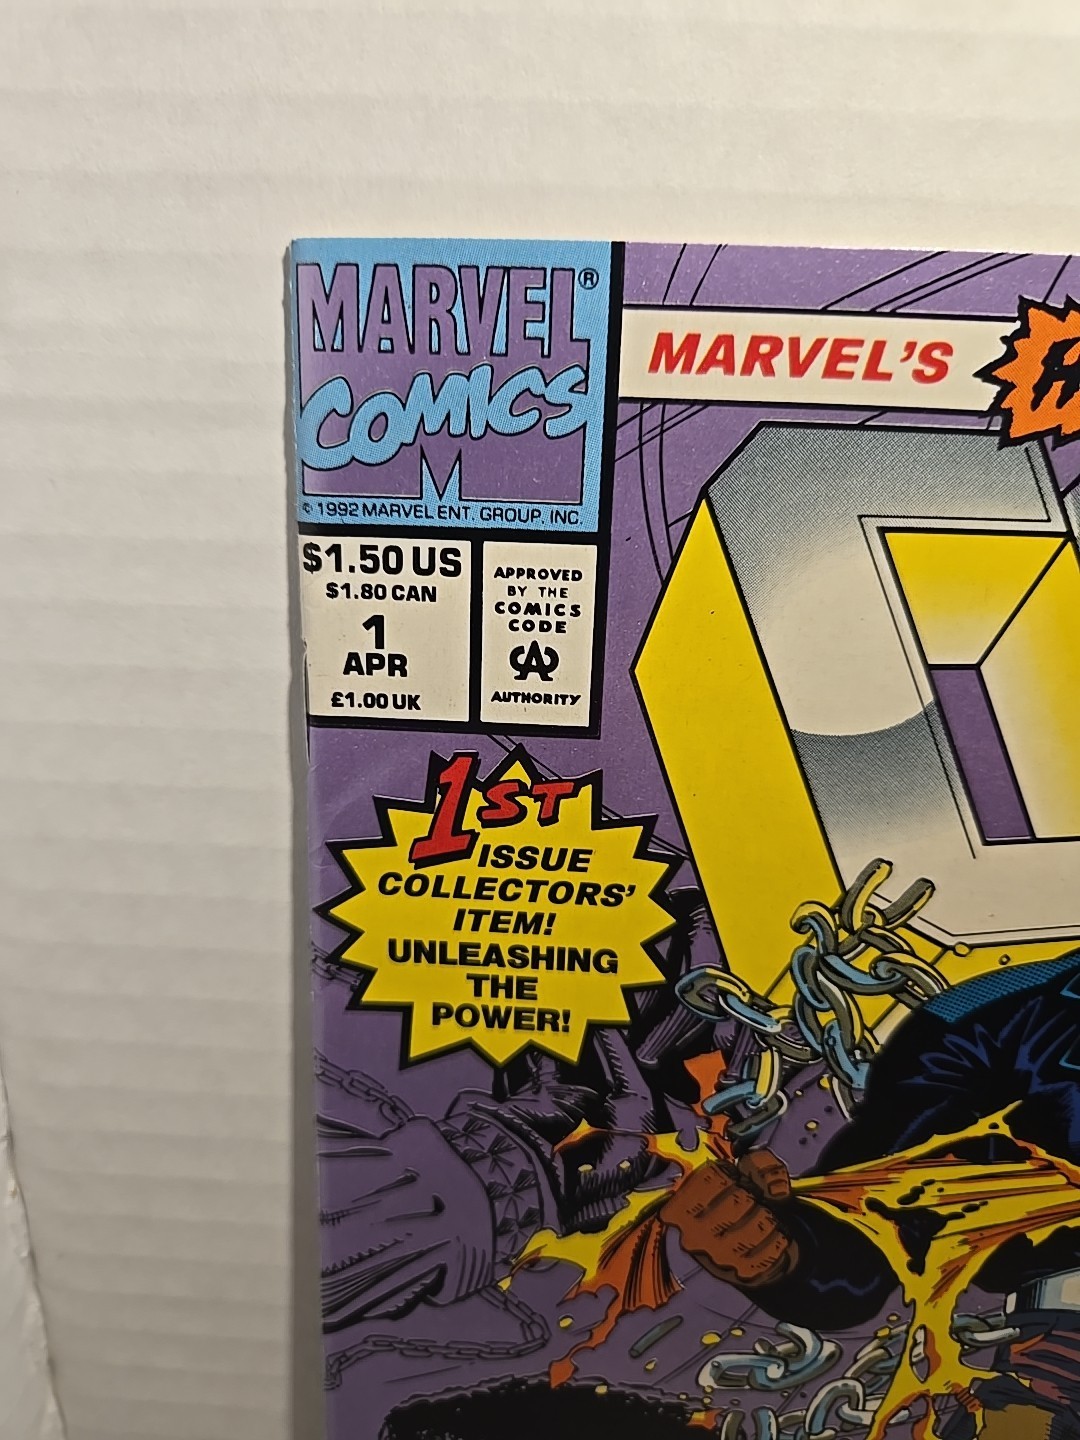 MARVEL®
COMICS
© 1992 MARVEL ENT. GROUP, INC.
$1.50 US
$1.80 CAN
1
APR
£1.00 UK
APPROVED
BY THE
COMICS
CODE
CA
AUTHORITY
MARVEL'S
1ST
ISSUE
COLLECTORS'
ITEM!
UNLEASHING
THE
POWER!